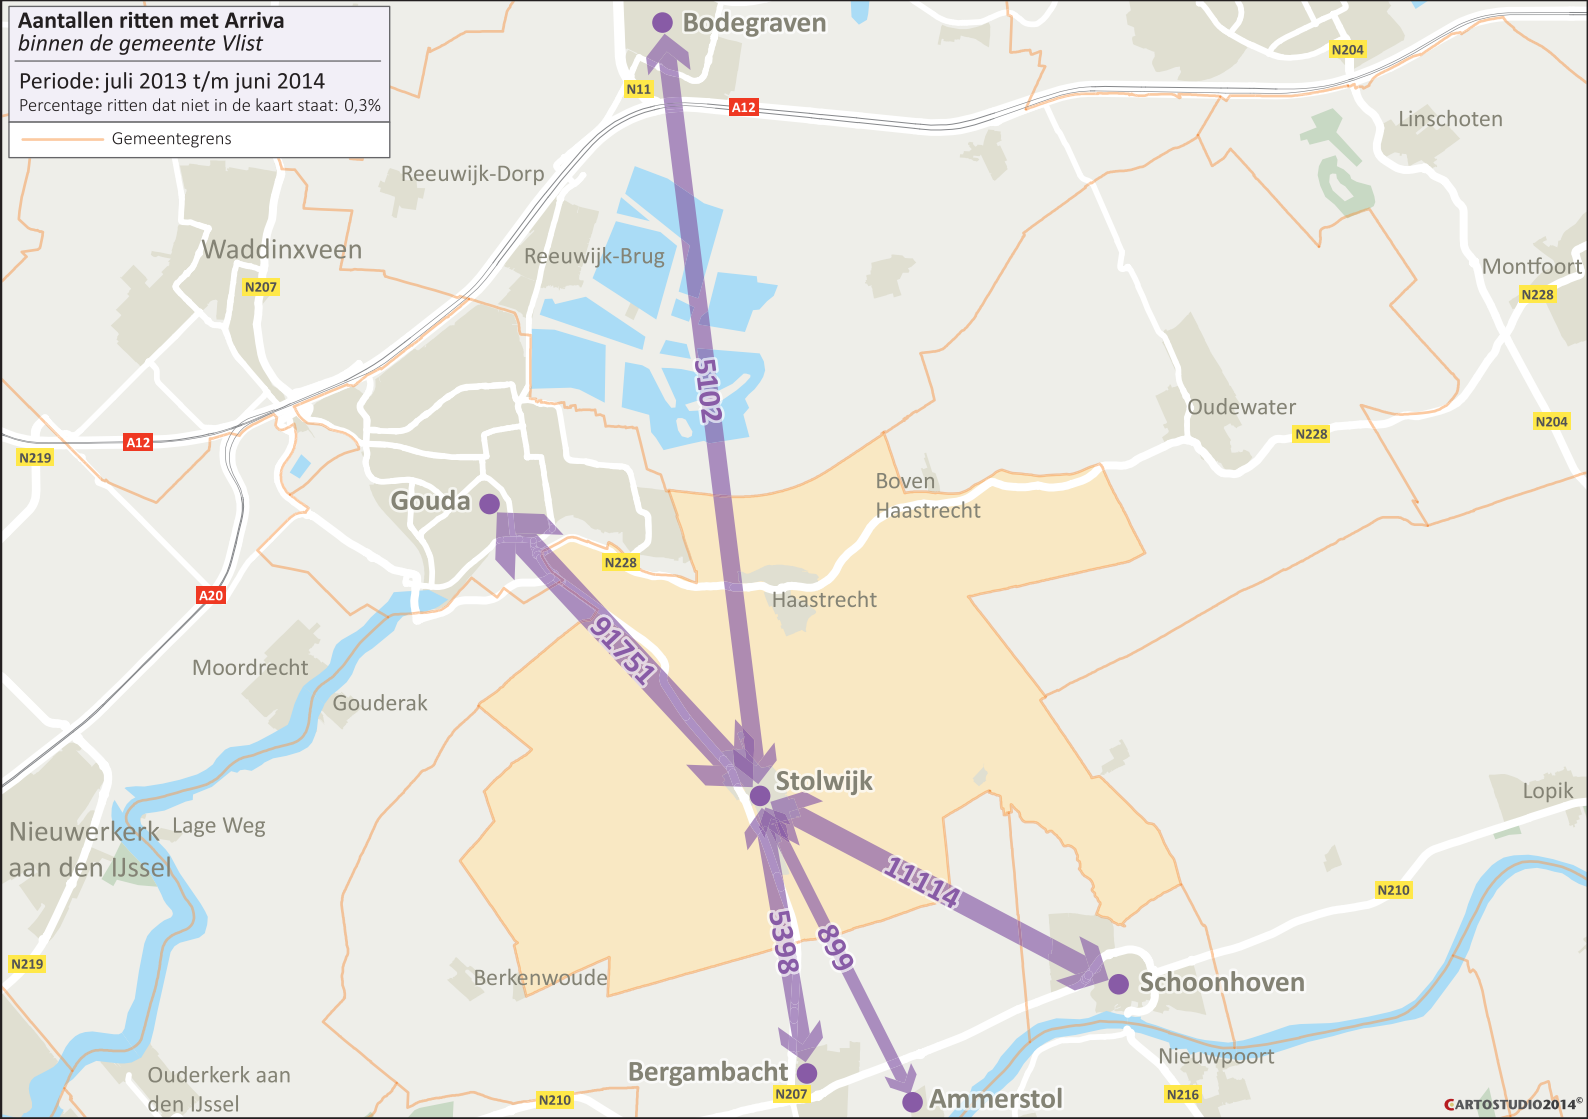 Aantallen ritten met Arriva
binnen de gemeente Vlist
Periode: juli 2013 t/m juni 2014
Percentage ritten dat niet in de kaart staat: 0,3%
Gemeentegrens
Bodegraven
N204
N11
A12
Linschoten
Reeuwijk-Dorp
Waddinxveen
Reeuwijk-Brug
Montfoort
N207
N228
5102
Oudewater
N204
N228
A12
N219
Boven
Haastrecht
Gouda
N228
A20
Haastrecht
91751
Moordrecht
Gouderak
Stolwijk
Lopik
Lage Weg
Nieuwerkerk
aan den IJssel
11114
N210
5398
899
N219
Berkenwoude
Schoonhoven
Nieuwpoort
Bergambacht
Ouderkerk aan
den IJssel
N207
N216
N210
Ammerstol
CARTOSTUDIO2014©